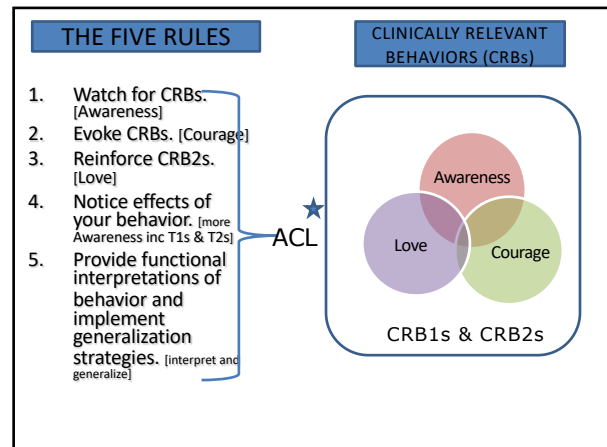 THE FIVE RULES
1. Watch for CRBs.
[Awareness]
2. Evoke CRBs. [Courage]
3. Reinforce CRB2s.
[Love]
4. Notice effects of
your behavior. [more
Awareness inc T1s & T2s]
5. Provide functional
interpretations of
behavior and
implement
generalization
strategies. [interpret and
generalize]
ACL
CLINICALLY RELEVANT
BEHAVIORS (CRBs)
Awareness
Love
Courage
CRB1s & CRB2s